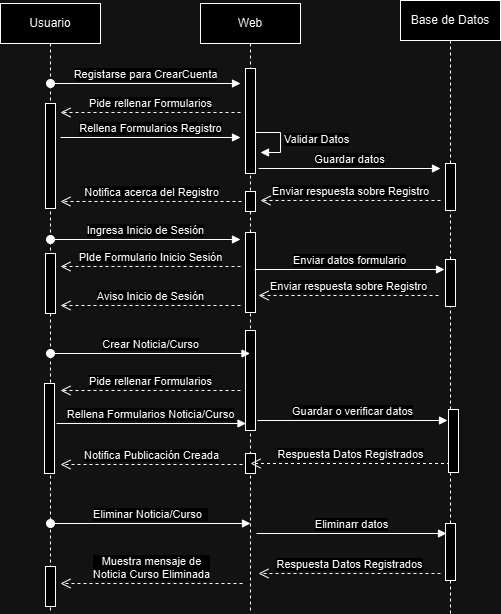 Usuario
Web
Base de Datos
Registarse para CrearCuenta
Pide rellenar Formularios
Rellena Formularios Registro
Validar Datos
Guardar datos
Notifica acerca del Registro
Enviar respuesta sobre Registro
Ingresa Inicio de Sesión
PIde Formulario Inicio Sesión
Enviar datos formulario
Enviar respuesta sobre Registro
Aviso Inicio de Sesión
Crear Noticia/Curso
Pide rellenar Formularios
Rellena Formularios Noticia/Curso
Guardar o verificar datos
Notifica Publicación Creada
Respuesta Datos Registrados
Eliminar Noticia/Curso
Eliminarr datos
Muestra mensaje de
Noticia Curso Eliminada
Respuesta Datos Registrados